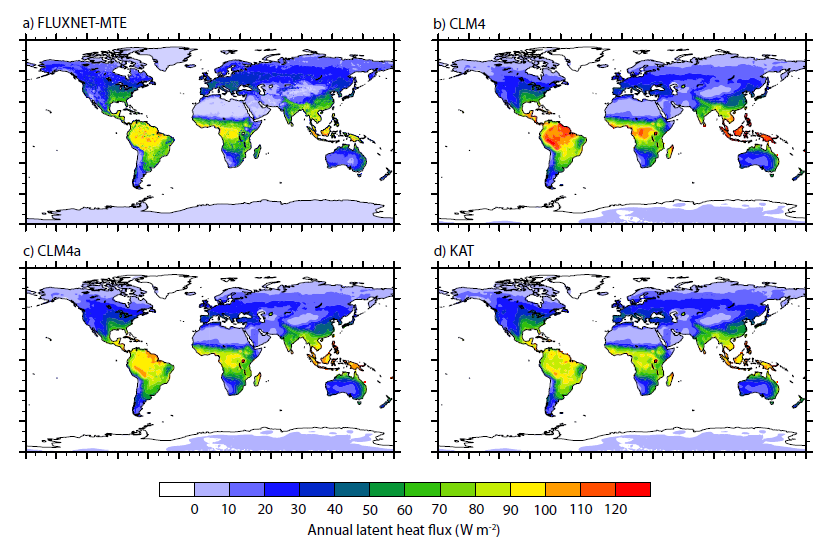 a) FLUXNET-MTE
b) CLM4
c) CLM4a
d) KAT
0 10 20 30 40 50 60 70 80 90 100 110 120
Annual latent heat flux (W m⁻²)